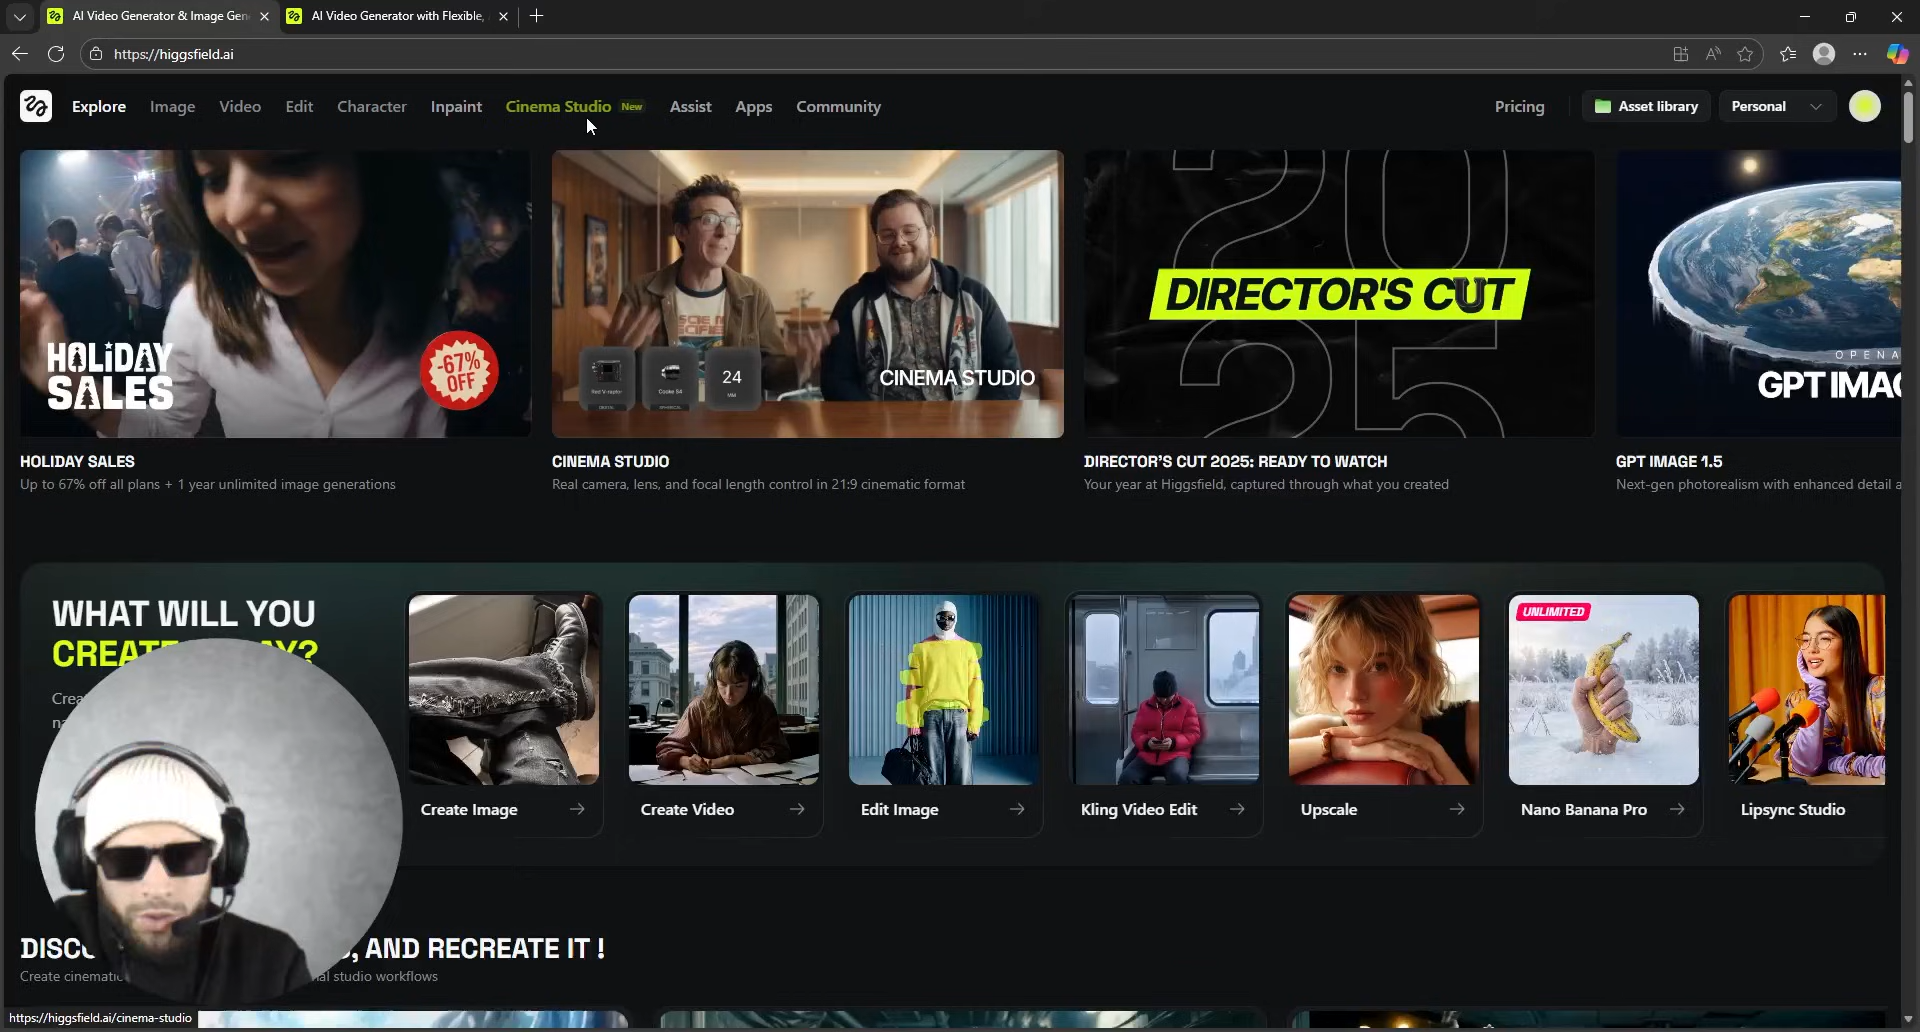 AI Video Generator & Image Gen
AI Video Generator with Flexible,
https://higgsfield.ai
Explore
Image
Video
Edit
Character
Inpaint
Cinema Studio New
Assist
Apps
Community
Pricing
Asset library
Personal
HOLIDAY
SALES
-67%
OFF
24
MM
CINEMA STUDIO
2025
DIRECTOR'S CUT
GPT IMAG
HOLIDAY SALES
Up to 67% off all plans + 1 year unlimited image generations
CINEMA STUDIO
Real camera, lens, and focal length control in 21:9 cinematic format
DIRECTOR'S CUT 2025: READY TO WATCH
Your year at Higgsfield, captured through what you created
GPT IMAGE 1.5
Next-gen photorealism with enhanced detail a
WHAT WILL YOU
UNLIMITED
Create Image
Create Video
Edit Image
Kling Video Edit
Upscale
Nano Banana Pro
Lipsync Studio
, AND RECREATE IT !
Create cinematic
studio workflows
https://higgsfield.ai/cinema-studio